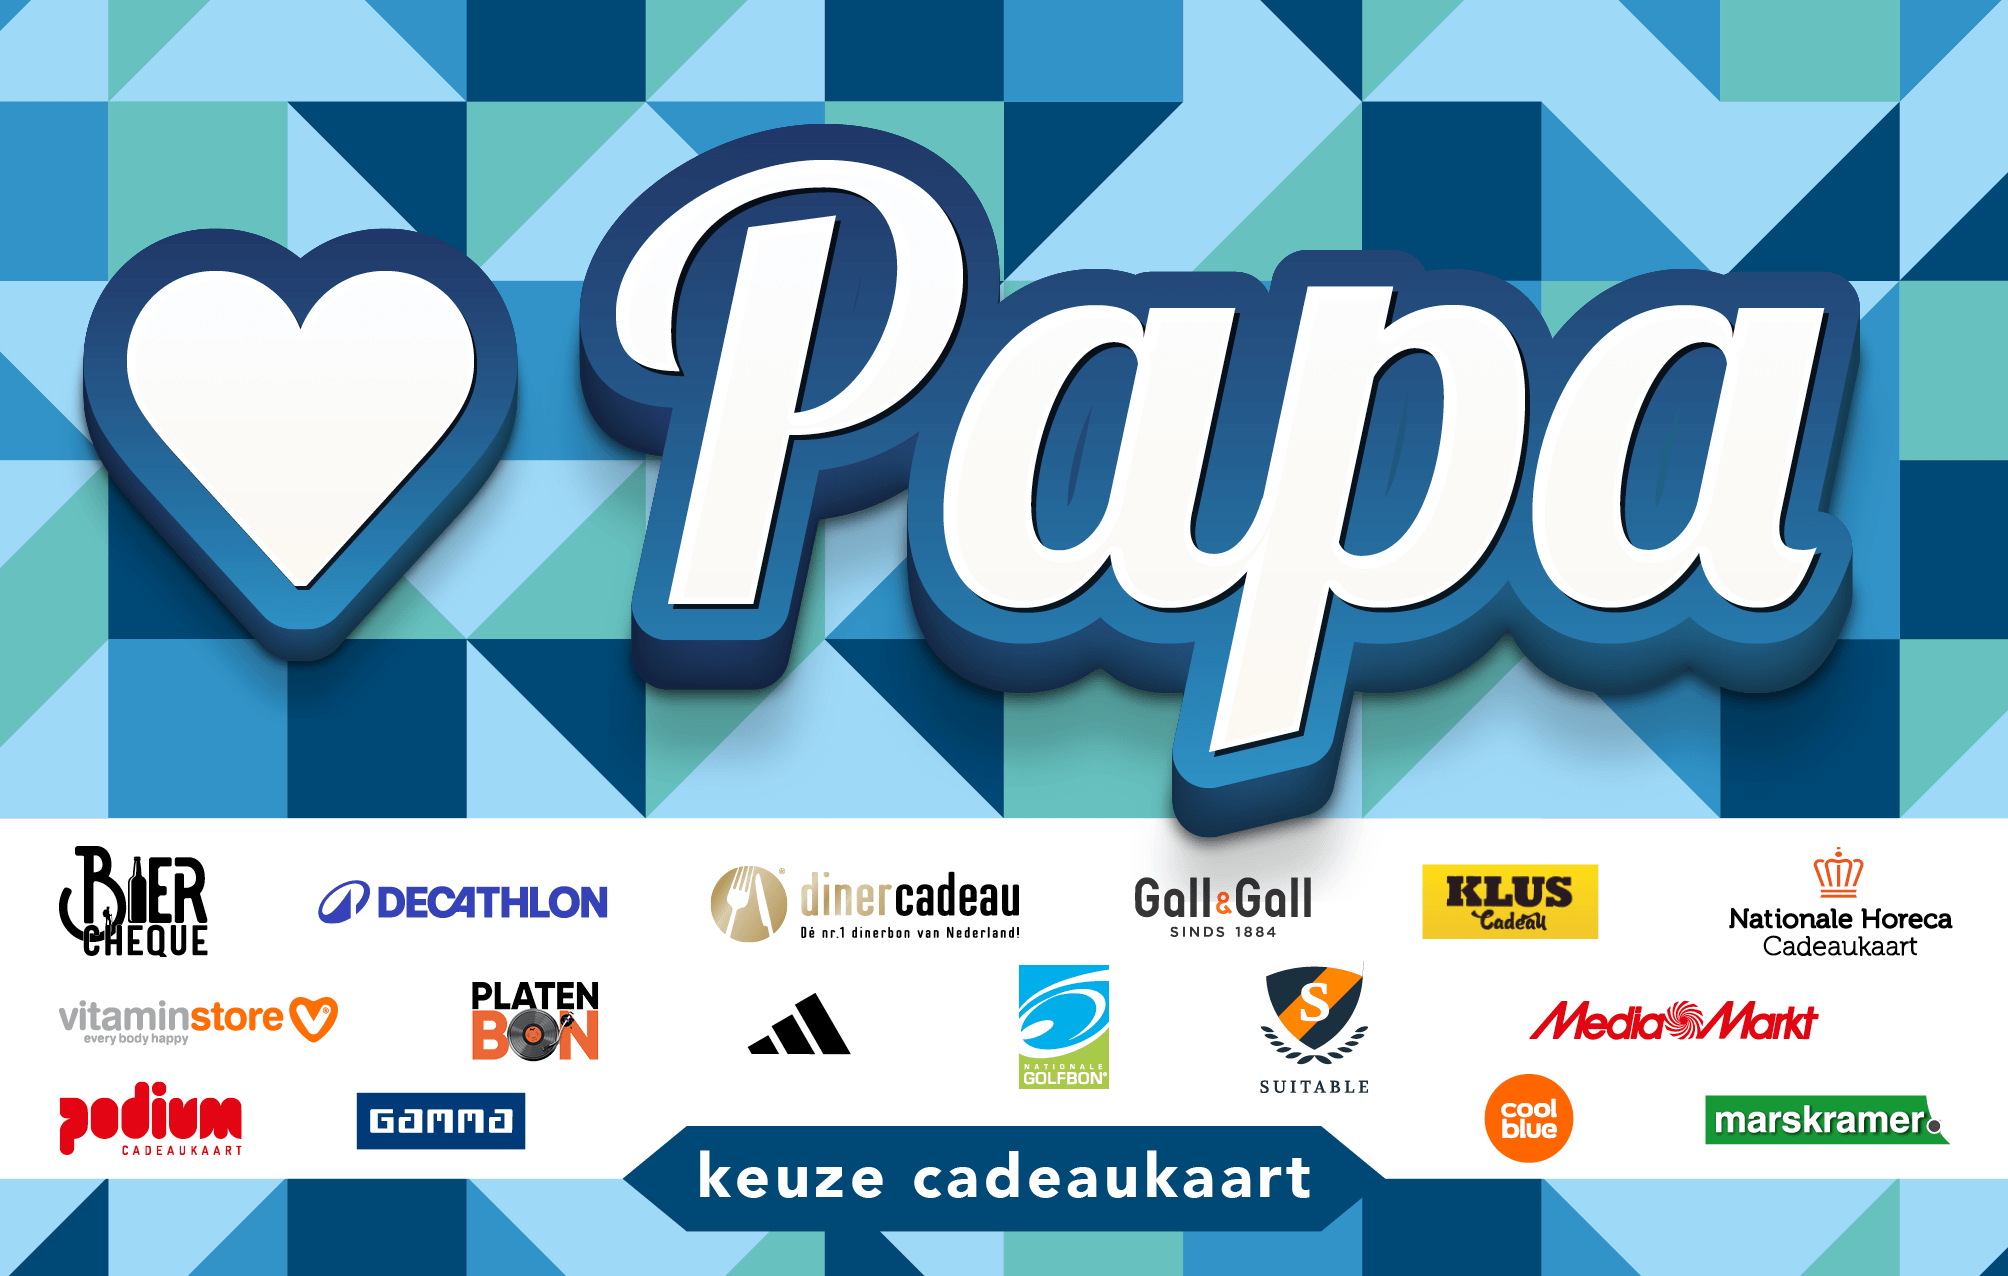 Papa
BIER
CHEQUE
DECATHLON
dinercadeau®
Dé nr.1 dinerbon van Nederland!
Gall&Gall
SINDS 1884
KLUS
Cadeau
Nationale Horeca
Cadeaukaart
vitaminstore
every body happy
PLATEN
BON
NATIONALE
GOLFBON®
S
SUITABLE
MediaMarkt
Podium
CADEAUKAART
GAMMA
cool
blue
marskramer
keuze cadeaukaart